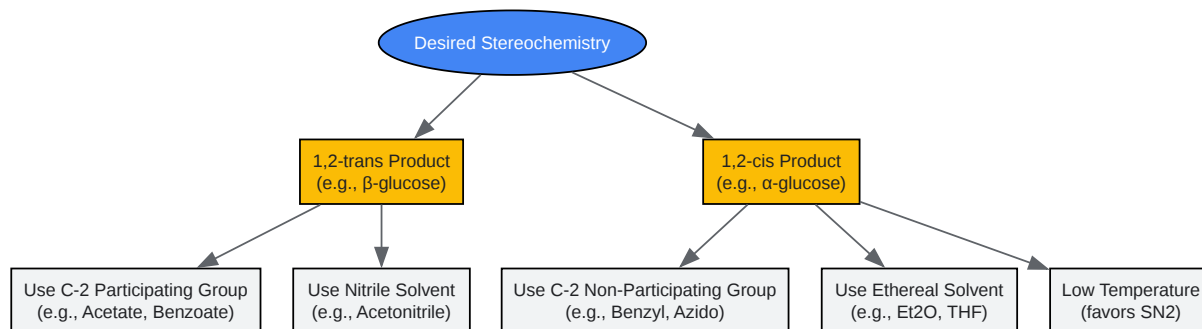 Desired Stereochemistry
1,2-trans Product
(e.g., β-glucose)
1,2-cis Product
(e.g., α-glucose)
Use C-2 Participating Group
(e.g., Acetate, Benzoate)
Use Nitrile Solvent
(e.g., Acetonitrile)
Use C-2 Non-Participating Group
(e.g., Benzyl, Azido)
Use Ethereal Solvent
(e.g., Et2O, THF)
Low Temperature
(favors SN2)